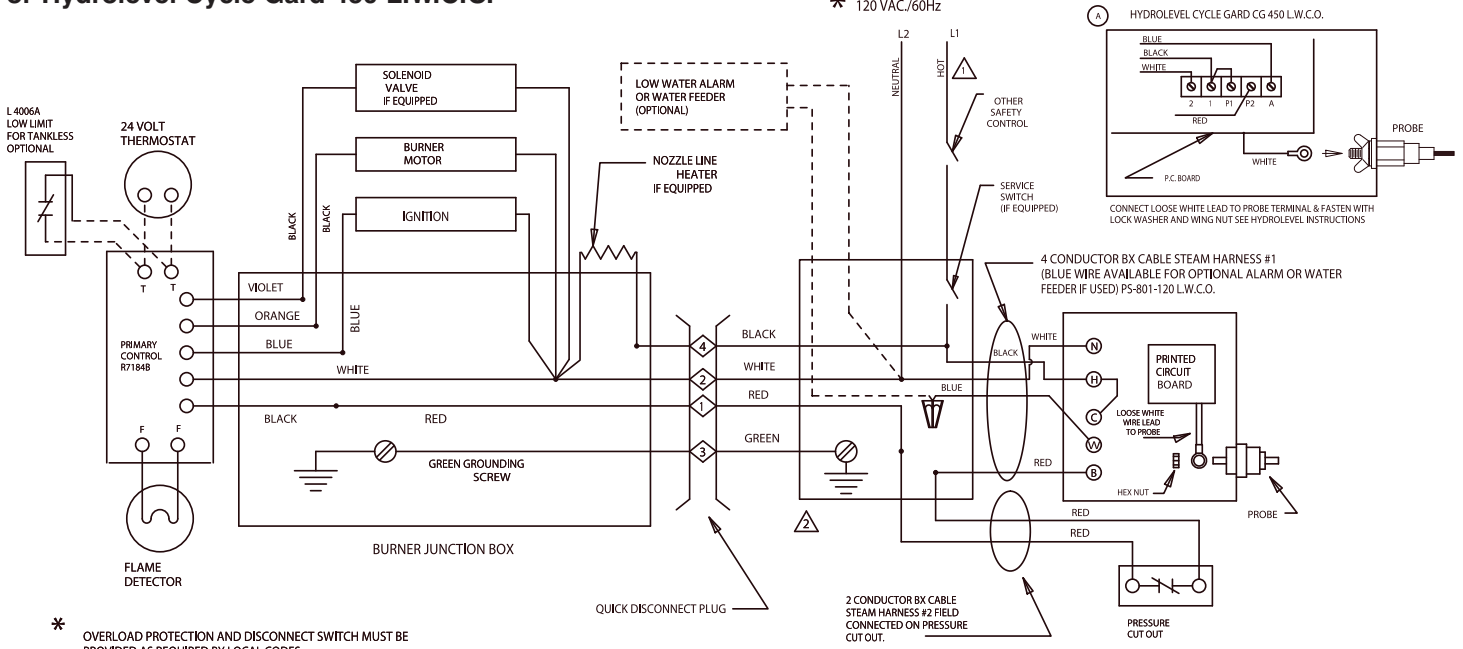 or Hydrolevel Cycle Gard 450 L.W.C.O.
* 120 VAC./60Hz
L2
L1
NEUTRAL
HOT
1
OTHER
SAFETY
CONTROL
SERVICE
SWITCH
(IF EQUIPPED)
A
HYDROLEVEL CYCLE GARD CG 450 L.W.C.O.
BLUE
BLACK
WHITE
2 1 P1 P2 A
RED
WHITE
P.C. BOARD
PROBE
CONNECT LOOSE WHITE LEAD TO PROBE TERMINAL & FASTEN WITH
LOCK WASHER AND WING NUT SEE HYDROLEVEL INSTRUCTIONS
L 4006A
LOW LIMIT
FOR TANKLESS
OPTIONAL
24 VOLT
THERMOSTAT
SOLENOID
VALVE
IF EQUIPPED
BURNER
MOTOR
IGNITION
LOW WATER ALARM
OR WATER FEEDER
(OPTIONAL)
NOZZLE LINE
HEATER
IF EQUIPPED
BLACK
BLACK
BLUE
T T
VIOLET
ORANGE
BLUE
WHITE
BLACK
RED
PRIMARY
CONTROL
R7184B
F F
FLAME
DETECTOR
GREEN GROUNDING
SCREW
BURNER JUNCTION BOX
4
2
1
3
BLACK
WHITE
RED
GREEN
QUICK DISCONNECT PLUG
2
4 CONDUCTOR BX CABLE STEAM HARNESS #1
(BLUE WIRE AVAILABLE FOR OPTIONAL ALARM OR WATER
FEEDER IF USED) PS-801-120 L.W.C.O.
WHITE
BLACK
BLUE
RED
N
H
C
W
B
PRINTED
CIRCUIT
BOARD
LOOSE WHITE
WIRE LEAD
TO PROBE
HEX NUT
PROBE
RED
RED
2 CONDUCTOR BX CABLE
STEAM HARNESS #2 FIELD
CONNECTED ON PRESSURE
CUT OUT.
PRESSURE
CUT OUT
* OVERLOAD PROTECTION AND DISCONNECT SWITCH MUST BE
PROVIDED AS REQUIRED BY LOCAL CODES